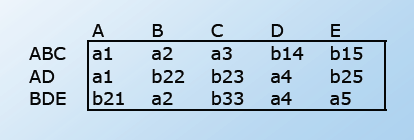 A B C D E
ABC a1 a2 a3 b14 b15
AD a1 b22 b23 a4 b25
BDE b21 a2 b33 a4 a5